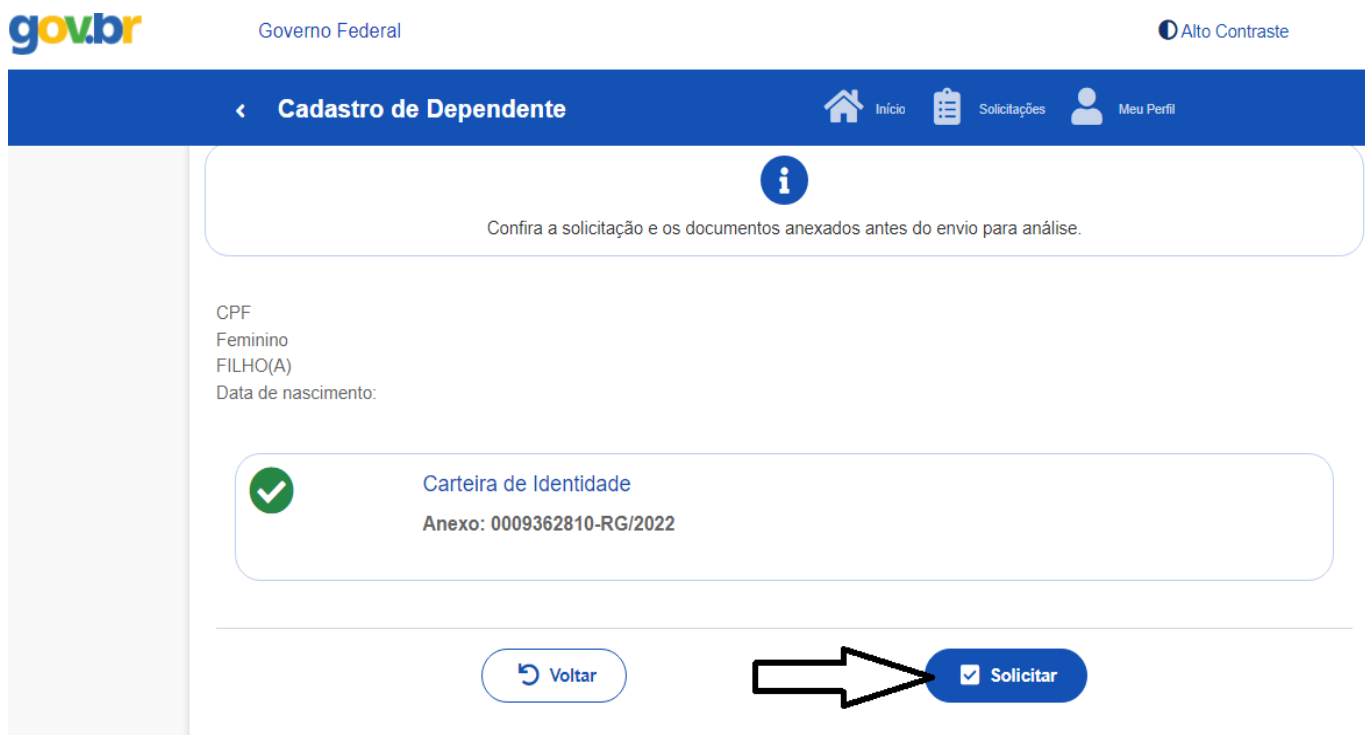 gov.br
Governo Federal
Alto Contraste
Cadastro de Dependente
Início
Solicitações
Meu Perfil
Confira a solicitação e os documentos anexados antes do envio para análise.
CPF
Feminino
FILHO(A)
Data de nascimento:
Carteira de Identidade
Anexo: 0009362810-RG/2022
Voltar
Solicitar